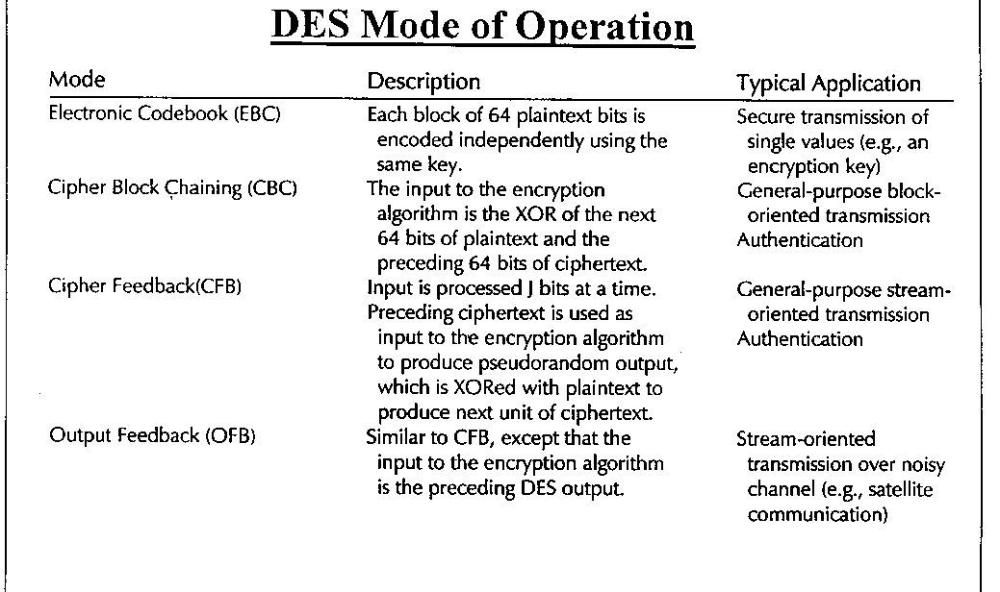 DES Mode of Operation
Mode Description Typical Application
Electronic Codebook (EBC) Each block of 64 plaintext bits is Secure transmission of
encoded independently using the single values (e.g., an
same key. encryption key)
Cipher Block Chaining (CBC) The input to the encryption General-purpose block-
algorithm is the XOR of the next oriented transmission
64 bits of plaintext and the Authentication
preceding 64 bits of ciphertext.
Cipher Feedback(CFB) Input is processed J bits at a time. General-purpose stream-
Preceding ciphertext is used as oriented transmission
input to the encryption algorithm Authentication
to produce pseudorandom output,
which is XORed with plaintext to
produce next unit of ciphertext.
Output Feedback (OFB) Similar to CFB, except that the Stream-oriented
input to the encryption algorithm transmission over noisy
is the preceding DES output. channel (e.g., satellite
communication)